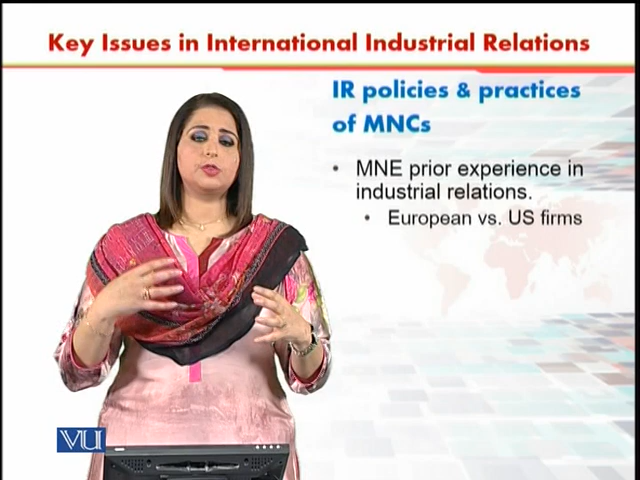 Key Issues in International Industrial Relations
IR policies & practices
of MNCs
• MNE prior experience in
industrial relations.
• European vs. US firms
VU